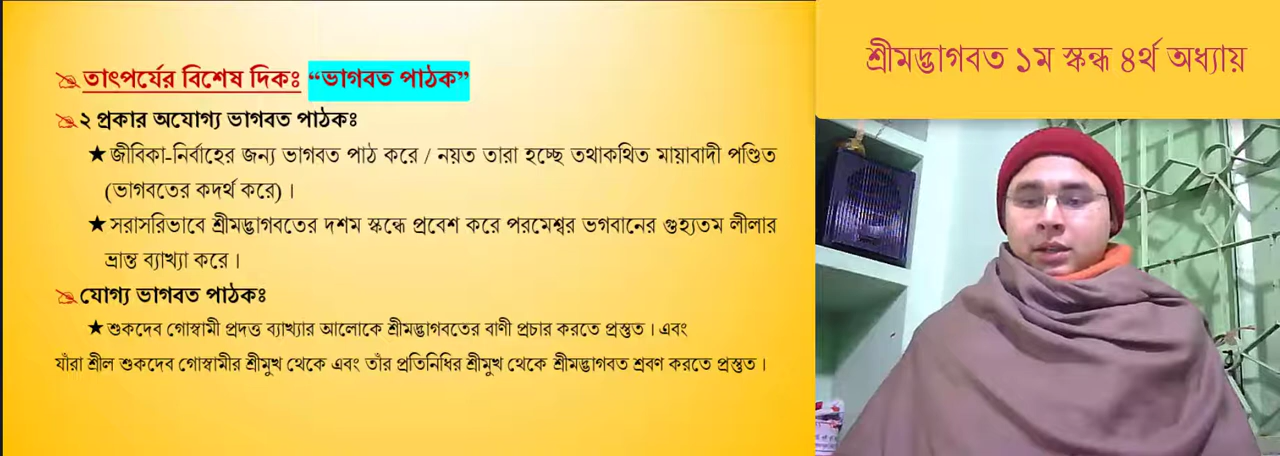 তাৎপর্যের বিশেষ দিকঃ “ভাগবত পাঠক”
২ প্রকার অযোগ্য ভাগবত পাঠকঃ
★জীবিকা-নির্বাহের জন্য ভাগবত পাঠ করে / নয়ত তারা হচ্ছে তথাকথিত মায়াবাদী পণ্ডিত
(ভাগবতের কদর্থ করে)।
★সরাসরিভাবে শ্রীমদ্ভাগবতের দশম স্কন্ধে প্রবেশ করে পরমেশ্বর ভগবানের গুহ্যতম লীলার
ভ্রান্ত ব্যাখ্যা করে।
যোগ্য ভাগবত পাঠকঃ
★শুকদেব গোস্বামী প্রদত্ত ব্যাখ্যার আলোকে শ্রীমদ্ভাগবতের বাণী প্রচার করতে প্রস্তুত। এবং
যাঁরা শ্রীল শুকদেব গোস্বামীর শ্রীমুখ থেকে এবং তাঁর প্রতিনিধির শ্রীমুখ থেকে শ্রীমদ্ভাগবত শ্রবণ করতে প্রস্তুত।
শ্রীমদ্ভাগবত ১ম স্কন্ধ ৪র্থ অধ্যায়